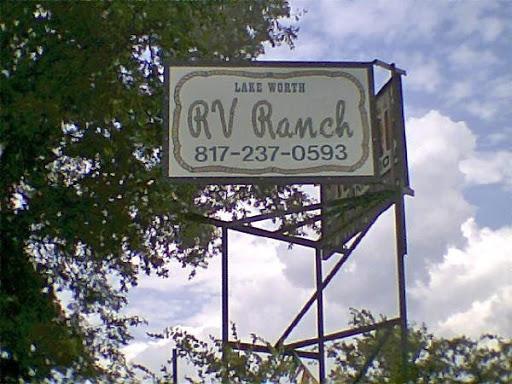 LAKE WORTH
RV Ranch
817-237-0593